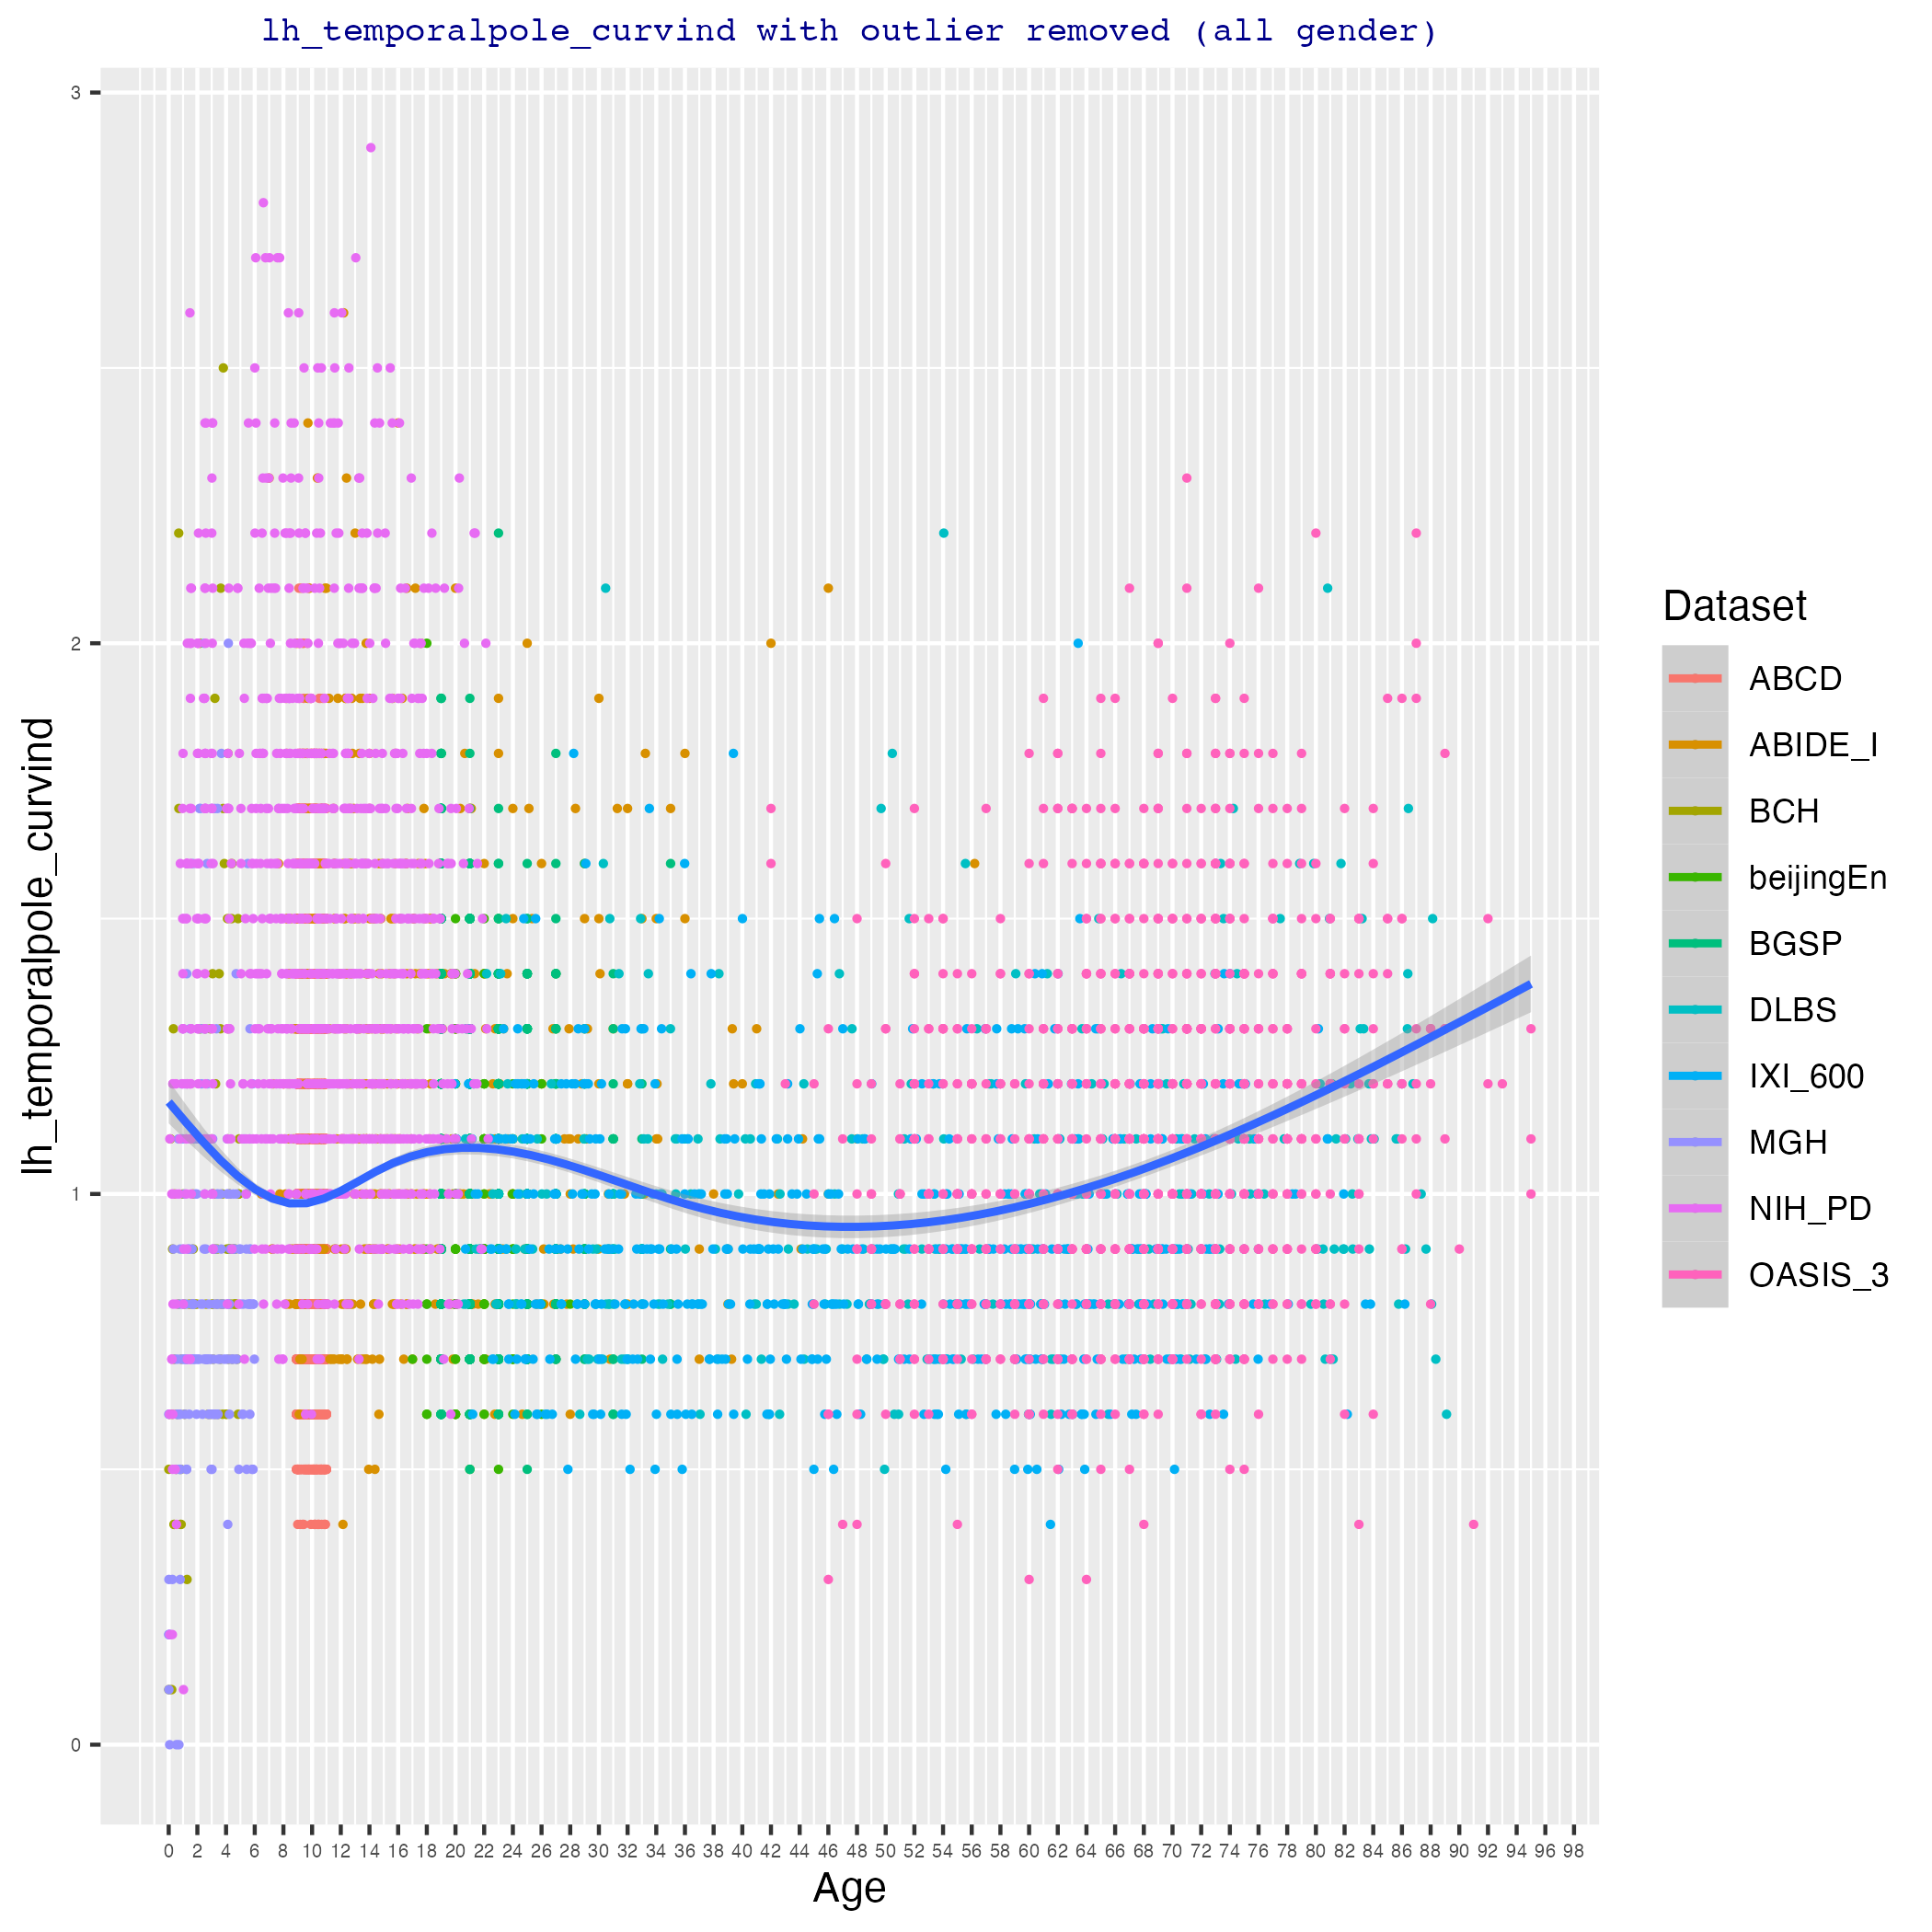 lh_temporalpole_curvind with outlier removed (all gender)
3
2
1
0
lh_temporalpole_curvind
0 2 4 6 8 10 12 14 16 18 20 22 24 26 28 30 32 34 36 38 40 42 44 46 48 50 52 54 56 58 60 62 64 66 68 70 72 74 76 78 80 82 84 86 88 90 92 94 96 98
Age
Dataset
ABCD
ABIDE_I
BCH
beijingEn
BGSP
DLBS
IXI_600
MGH
NIH_PD
OASIS_3